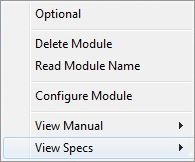 Optional
Delete Module
Read Module Name
Configure Module
View Manual
View Specs